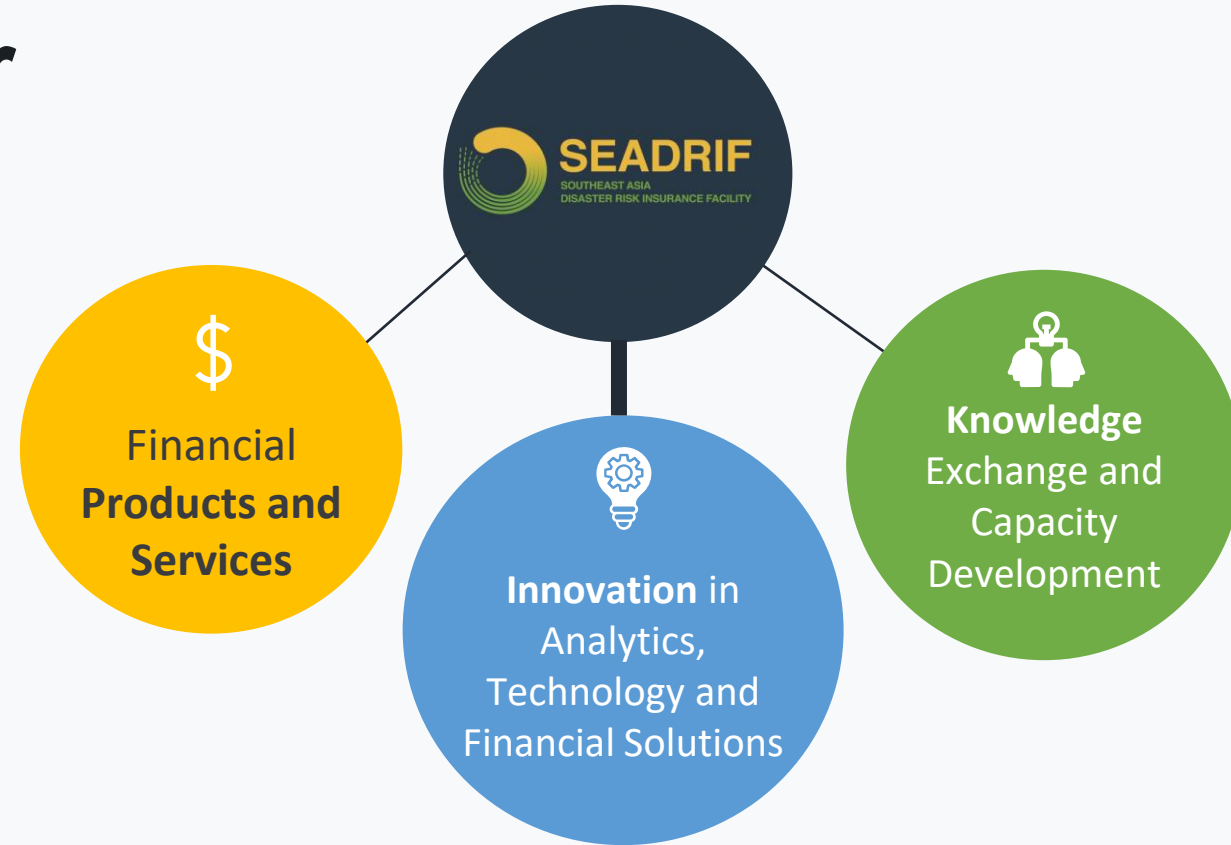 SEADRIF
SOUTHEAST ASIA
DISASTER RISK INSURANCE FACILITY
$
Financial
Products and
Services
Innovation in
Analytics,
Technology and
Financial Solutions
Knowledge
Exchange and
Capacity
Development